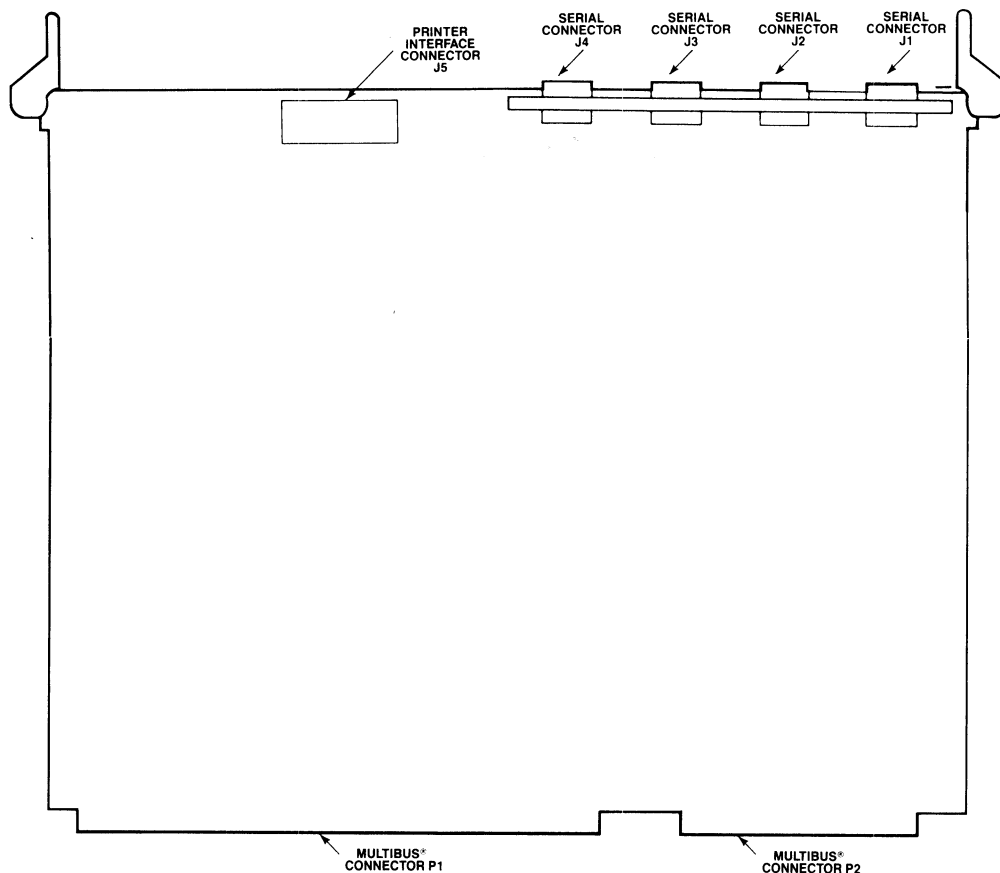 PRINTER
INTERFACE
CONNECTOR
J5
SERIAL
CONNECTOR
J4
SERIAL
CONNECTOR
J3
SERIAL
CONNECTOR
J2
SERIAL
CONNECTOR
J1
MULTIBUS®
CONNECTOR P1
MULTIBUS®
CONNECTOR P2